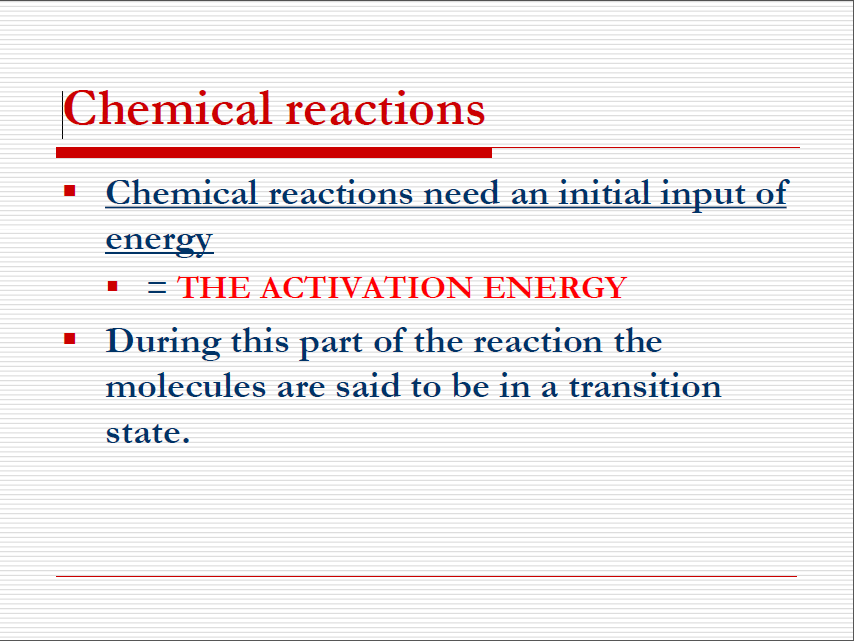 Chemical reactions
Chemical reactions need an initial input of
energy
= THE ACTIVATION ENERGY
During this part of the reaction the
molecules are said to be in a transition
state.